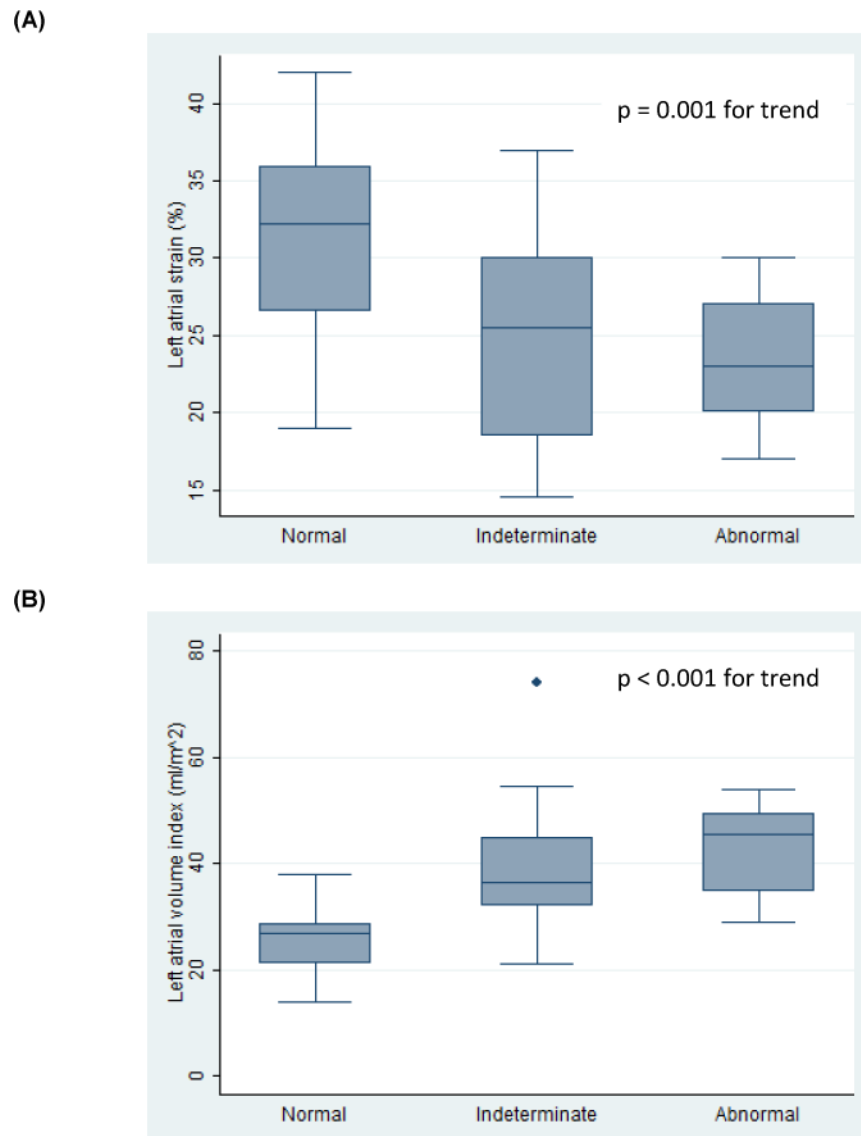 (A)
p = 0.001 for trend
Left atrial strain (%)
40
35
30
25
20
15
Normal Indeterminate Abnormal
(B)
p < 0.001 for trend
Left atrial volume index (ml/m^2)
80
60
40
20
0
Normal Indeterminate Abnormal